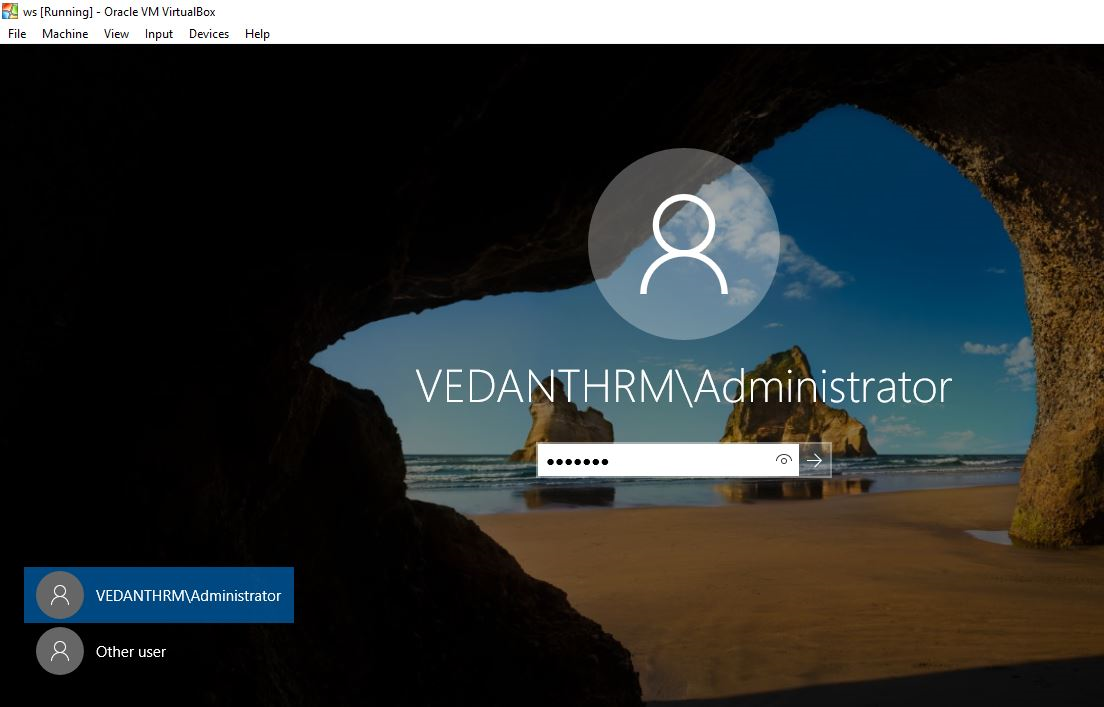 ws [Running] - Oracle VM VirtualBox
File Machine View Input Devices Help
VEDANTHRM\Administrator
•••••••
VEDANTHRM\Administrator
Other user